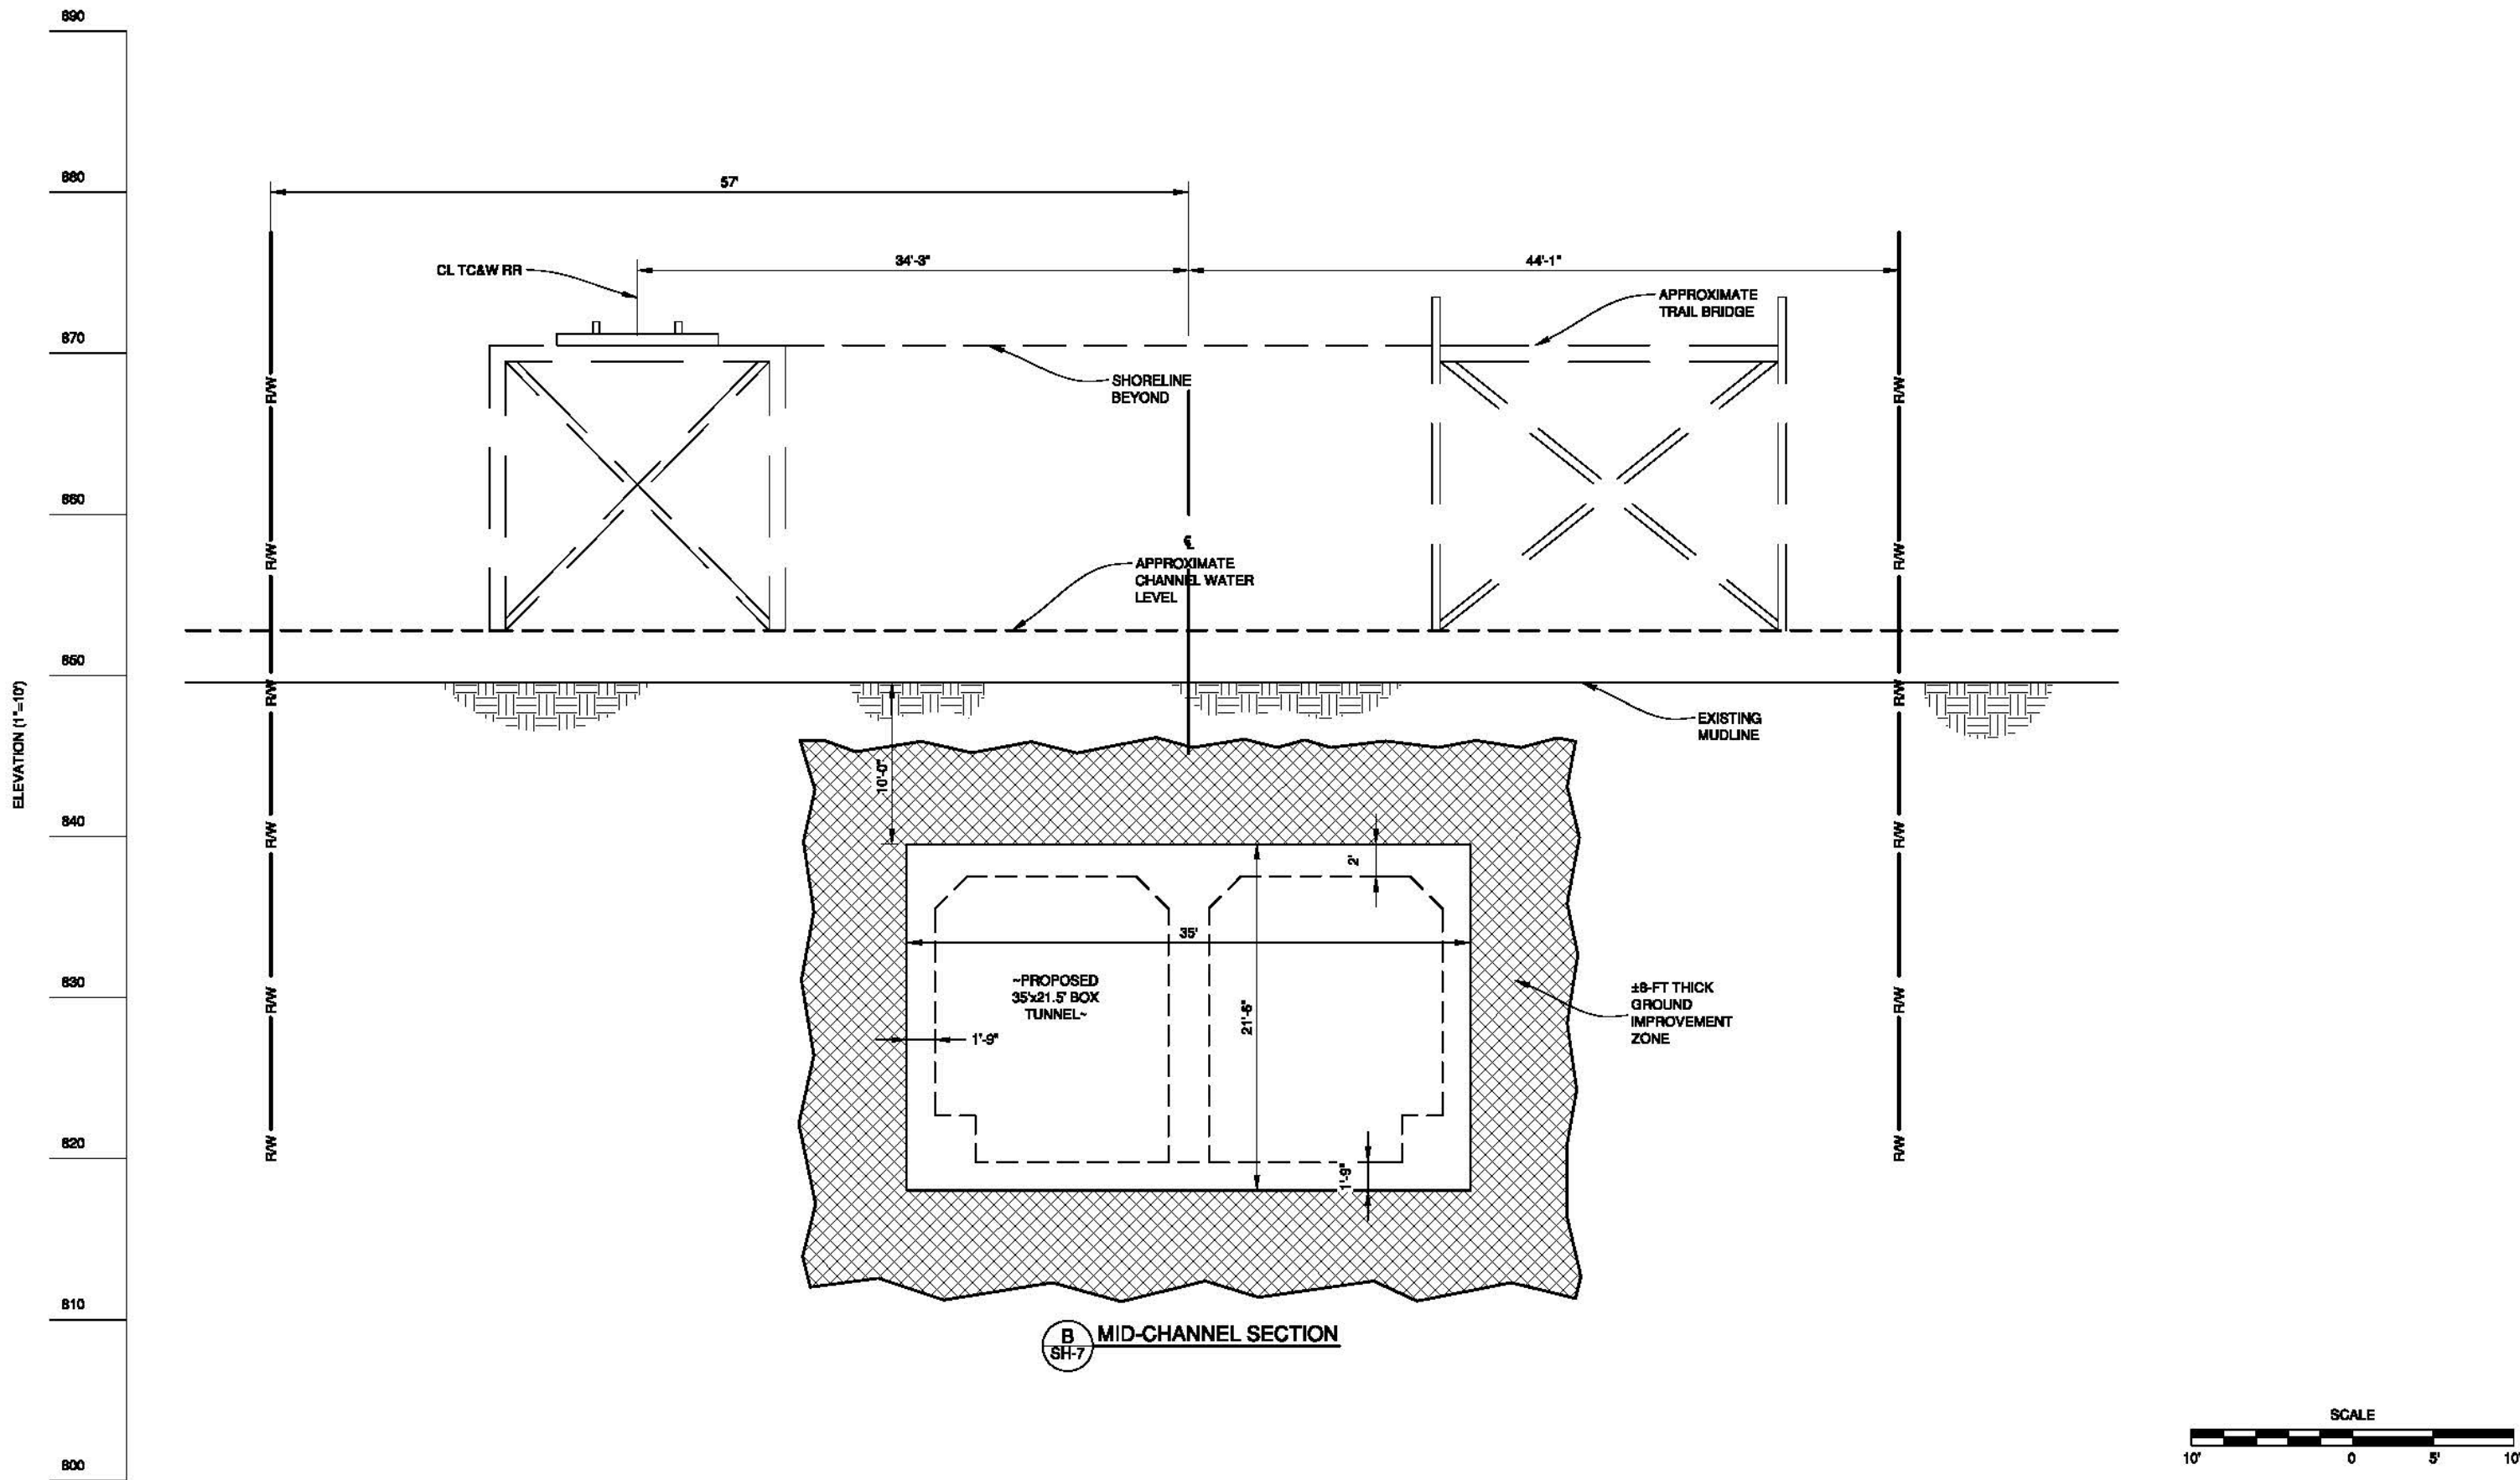 890
880
57'
34'-3"
44'-1"
CL TC&W RR
APPROXIMATE
TRAIL BRIDGE
870
SHORELINE
BEYOND
R/W
R/W
860
R/W
R/W
℄
APPROXIMATE
CHANNEL WATER
LEVEL
850
R/W
R/W
EXISTING
MUDLINE
ELEVATION (1"=10')
10'-0"
840
R/W
R/W
2'
35'
830
R/W
R/W
~PROPOSED
35'x21.5' BOX
TUNNEL~
21'-6"
±6-FT THICK
GROUND
IMPROVEMENT
ZONE
1'-9"
820
R/W
R/W
1'-9"
810
B
SH-7
MID-CHANNEL SECTION
SCALE
10' 0 5' 10'
800